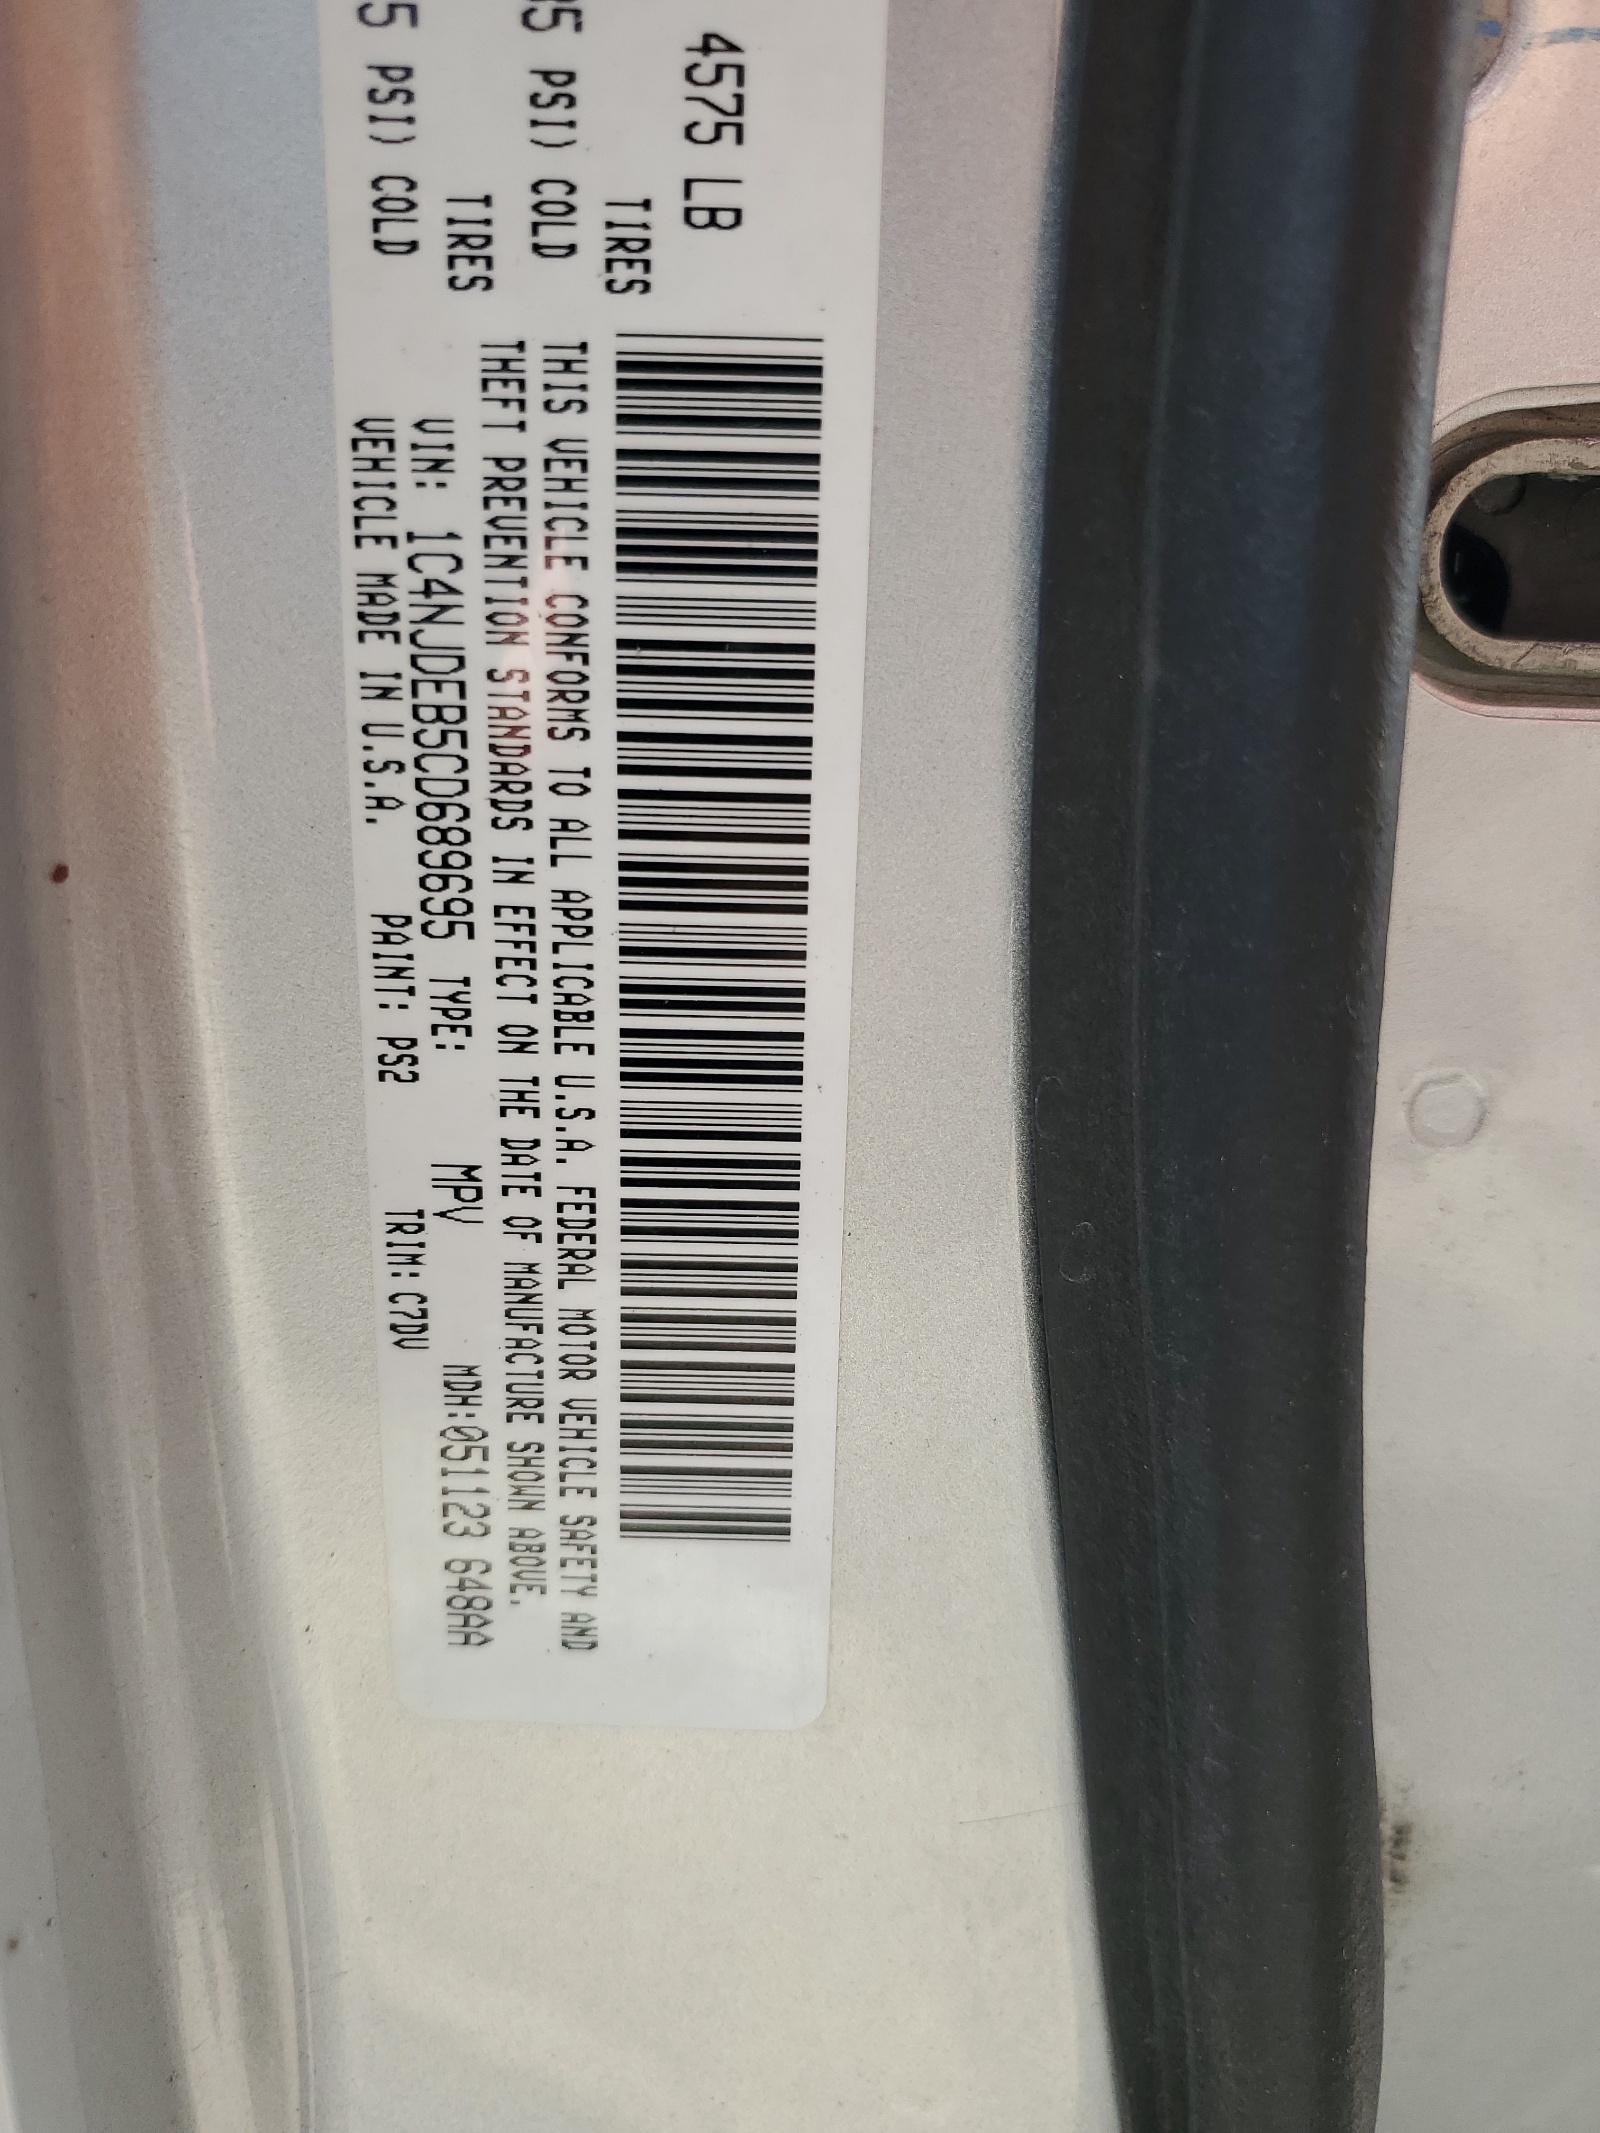 4575 LB
TIRES
5 PSI) COLD
TIRES
5 PSI) COLD
THIS VEHICLE CONFORMS TO ALL APPLICABLE U.S.A. FEDERAL MOTOR VEHICLE SAFETY AND
THEFT PREVENTION STANDARDS IN EFFECT ON THE DATE OF MANUFACTURE SHOWN ABOVE.
VIN: 1C4NJDEB5CD689695 TYPE: MPV MDH:051123 648AA
VEHICLE MADE IN U.S.A. PAINT: PS2 TRIM: C7DV